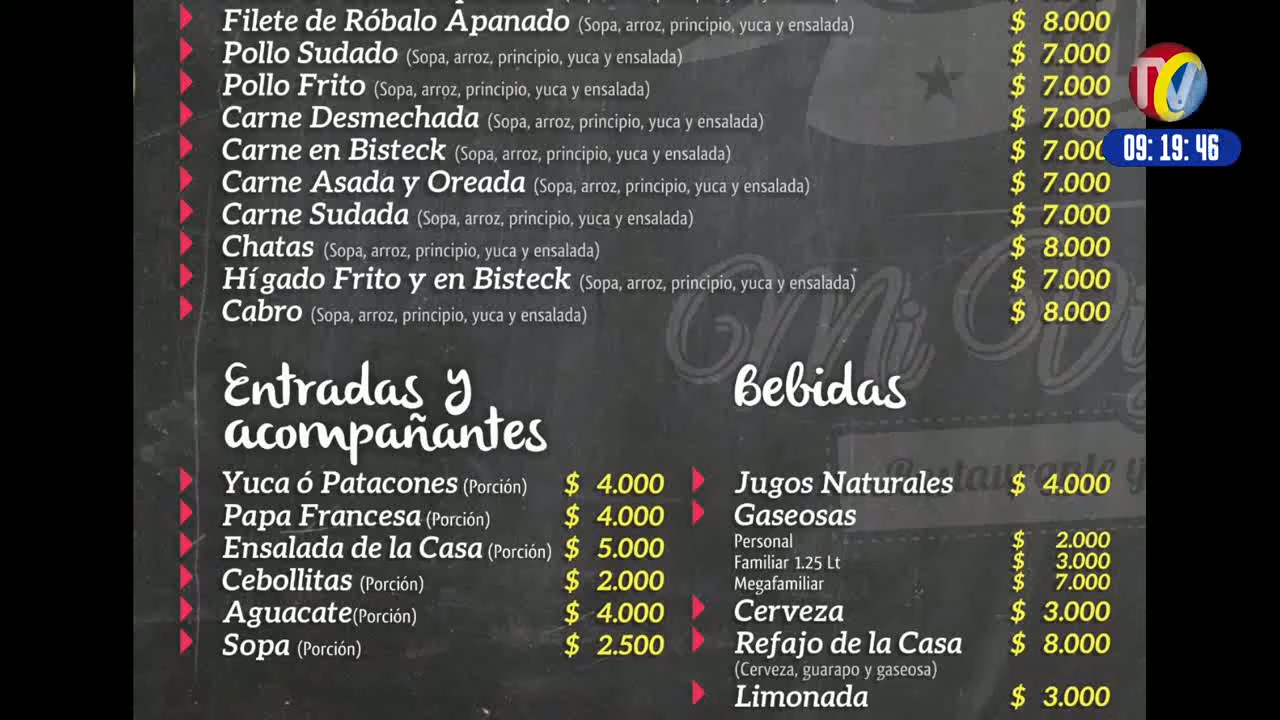 Filete de Róbalo Apanado (Sopa, arroz, principio, yuca y ensalada) $ 8.000
Pollo Sudado (Sopa, arroz, principio, yuca y ensalada) $ 7.000
Pollo Frito (Sopa, arroz, principio, yuca y ensalada) $ 7.000
Carne Desmechada (Sopa, arroz, principio, yuca y ensalada) $ 7.000
Carne en Bisteck (Sopa, arroz, principio, yuca y ensalada) $ 7.000
Carne Asada y Oreada (Sopa, arroz, principio, yuca y ensalada) $ 7.000
Carne Sudada (Sopa, arroz, principio, yuca y ensalada) $ 7.000
Chatas (Sopa, arroz, principio, yuca y ensalada) $ 8.000
Hígado Frito y en Bisteck (Sopa, arroz, principio, yuca y ensalada) $ 7.000
Cabro (Sopa, arroz, principio, yuca y ensalada) $ 8.000
TVC
09: 19: 46
Mi
Entradas y
acompañantes
Yuca ó Patacones (Porción) $ 4.000
Papa Francesa (Porción) $ 4.000
Ensalada de la Casa (Porción) $ 5.000
Cebollitas (Porción) $ 2.000
Aguacate(Porción) $ 4.000
Sopa (Porción) $ 2.500
Bebidas
Jugos Naturales $ 4.000
Gaseosas
Personal $ 2.000
Familiar 1.25 Lt $ 3.000
Megafamiliar $ 7.000
Cerveza $ 3.000
Refajo de la Casa $ 8.000
(Cerveza, guarapo y gaseosa)
Limonada $ 3.000